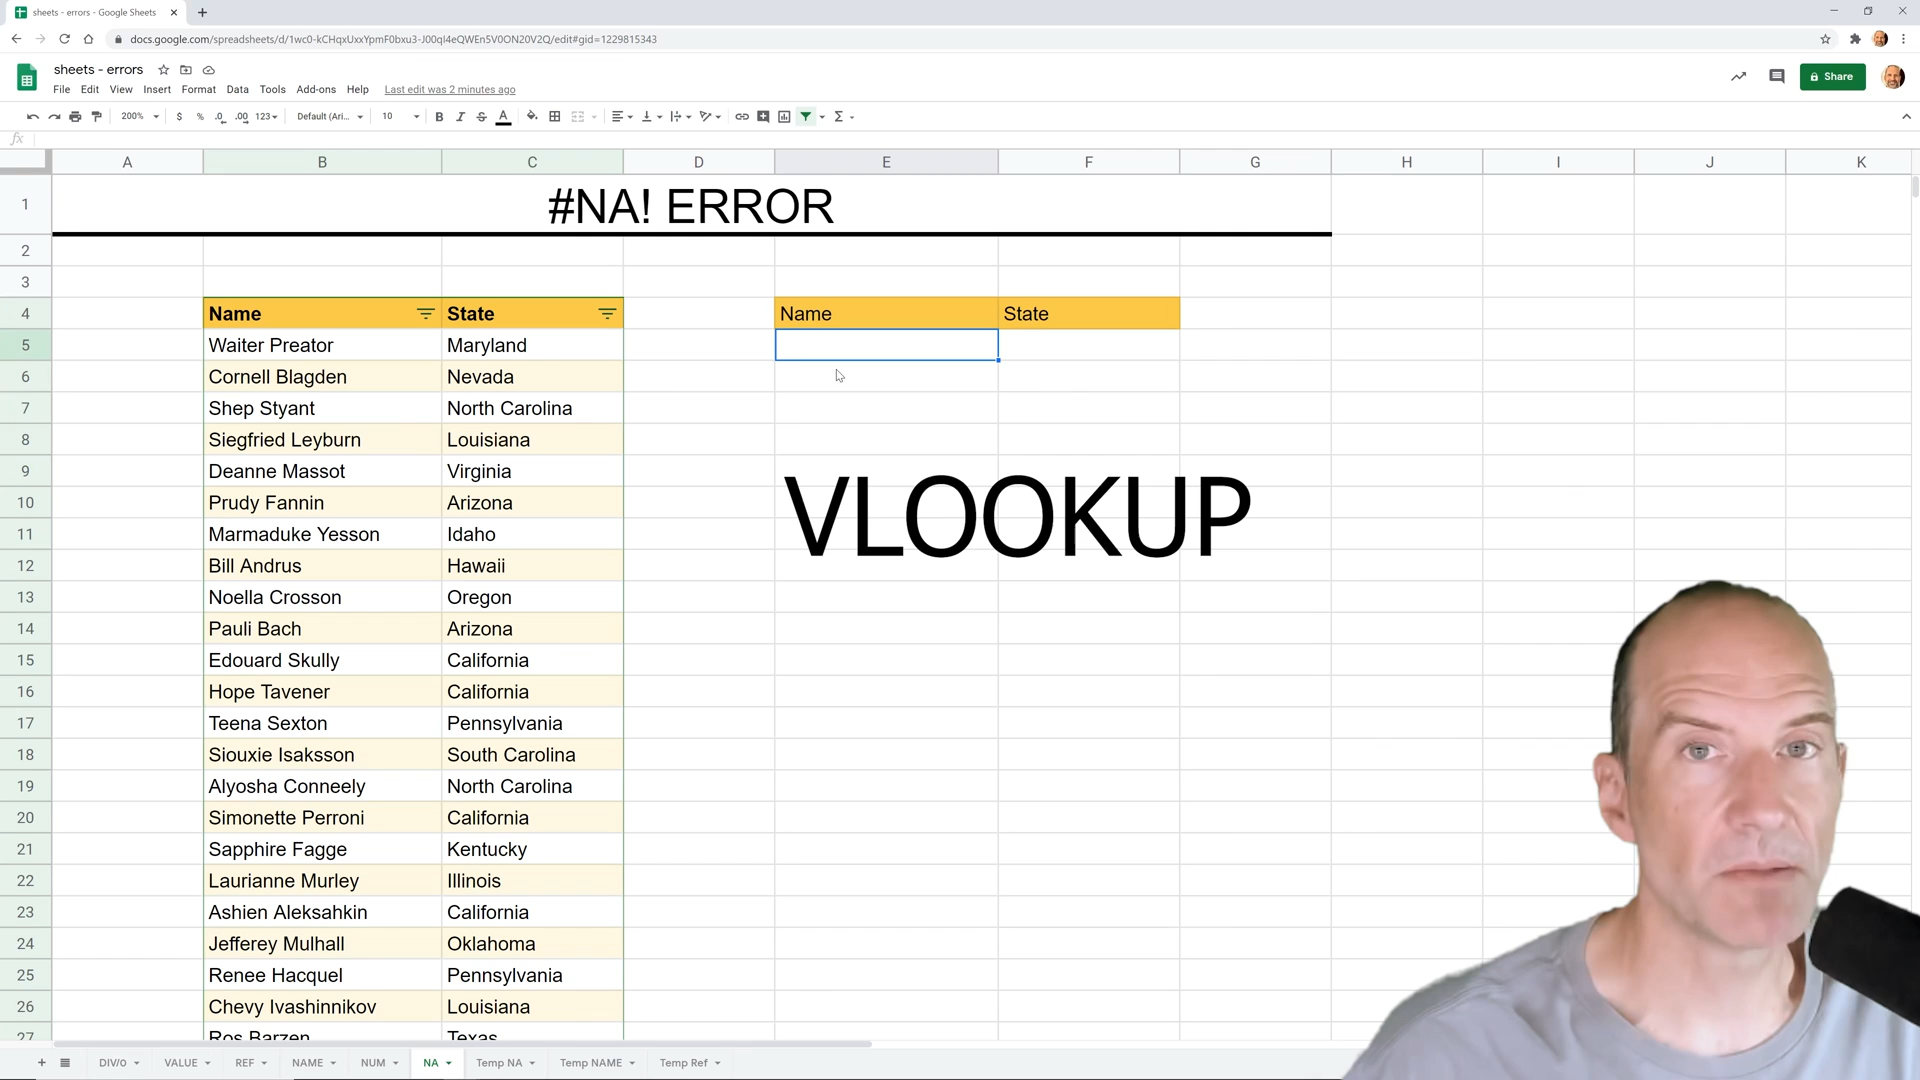 sheets - errors - Google Sheets
docs.google.com/spreadsheets/d/1wc0-kCHqxUxxYpmF0bxu3-J00qI4eQWEn5V0ON20V2Q/edit#gid=1229815343
sheets - errors
File Edit View Insert Format Data Tools Add-ons Help Last edit was 2 minutes ago
Share
200% $ % .0 .00 123 Default (Ari... 10 B I S A Σ
fx
A B C D E F G H I J K
1 #NA! ERROR
2
3
4 Name State Name State
5 Waiter Preator Maryland
6 Cornell Blagden Nevada
7 Shep Styant North Carolina
8 Siegfried Leyburn Louisiana
9 Deanne Massot Virginia
VLOOKUP
10 Prudy Fannin Arizona
11 Marmaduke Yesson Idaho
12 Bill Andrus Hawaii
13 Noella Crosson Oregon
14 Pauli Bach Arizona
15 Edouard Skully California
16 Hope Tavener California
17 Teena Sexton Pennsylvania
18 Siouxie Isaksson South Carolina
19 Alyosha Conneely North Carolina
20 Simonette Perroni California
21 Sapphire Fagge Kentucky
22 Laurianne Murley Illinois
23 Ashien Aleksahkin California
24 Jefferey Mulhall Oklahoma
25 Renee Hacquel Pennsylvania
26 Chevy Ivashinnikov Louisiana
27 Ros Barzen Texas
DIV/0 VALUE REF NAME NUM NA Temp NA Temp NAME Temp Ref